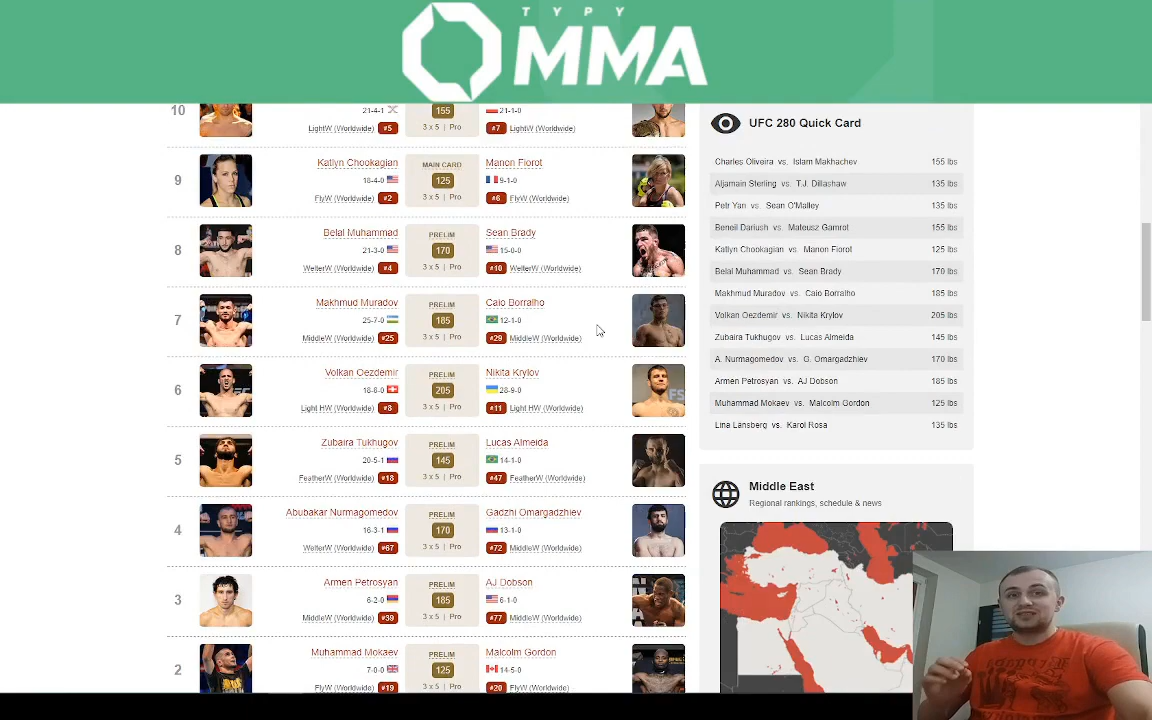 TYPY
MMA
10
21-4-1
155
21-1-0
LightW (Worldwide) #5
3 x 5 | Pro
#7 LightW (Worldwide)
9
Katlyn Chookagian
MAIN CARD
Manon Fiorot
18-4-0
125
9-1-0
FlyW (Worldwide) #2
3 x 5 | Pro
#6 FlyW (Worldwide)
8
Belal Muhammad
PRELIM
Sean Brady
21-3-0
170
15-0-0
WelterW (Worldwide) #4
3 x 5 | Pro
#10 WelterW (Worldwide)
7
Makhmud Muradov
PRELIM
Caio Borralho
25-7-0
185
12-1-0
MiddleW (Worldwide) #25
3 x 5 | Pro
#29 MiddleW (Worldwide)
6
Volkan Oezdemir
PRELIM
Nikita Krylov
18-6-0
205
28-9-0
Light HW (Worldwide) #8
3 x 5 | Pro
#11 Light HW (Worldwide)
5
Zubaira Tukhugov
PRELIM
Lucas Almeida
20-5-1
145
14-1-0
FeatherW (Worldwide) #18
3 x 5 | Pro
#47 FeatherW (Worldwide)
4
Abubakar Nurmagomedov
PRELIM
Gadzhi Omargadzhiev
16-3-1
170
13-1-0
WelterW (Worldwide) #67
3 x 5 | Pro
#72 MiddleW (Worldwide)
3
Armen Petrosyan
PRELIM
AJ Dobson
6-2-0
185
6-1-0
MiddleW (Worldwide) #39
3 x 5 | Pro
#77 MiddleW (Worldwide)
2
Muhammad Mokaev
PRELIM
Malcolm Gordon
7-0-0
125
14-5-0
FlyW (Worldwide) #19
3 x 5 | Pro
#20 FlyW (Worldwide)
UFC 280 Quick Card
Charles Oliveira vs. Islam Makhachev 155 lbs
Aljamain Sterling vs. T.J. Dillashaw 135 lbs
Petr Yan vs. Sean O'Malley 135 lbs
Beneil Dariush vs. Mateusz Gamrot 155 lbs
Katlyn Chookagian vs. Manon Fiorot 125 lbs
Belal Muhammad vs. Sean Brady 170 lbs
Makhmud Muradov vs. Caio Borralho 185 lbs
Volkan Oezdemir vs. Nikita Krylov 205 lbs
Zubaira Tukhugov vs. Lucas Almeida 145 lbs
A. Nurmagomedov vs. G. Omargadzhiev 170 lbs
Armen Petrosyan vs. AJ Dobson 185 lbs
Muhammad Mokaev vs. Malcolm Gordon 125 lbs
Lina Lansberg vs. Karol Rosa 135 lbs
Middle East
Regional rankings, schedule & news